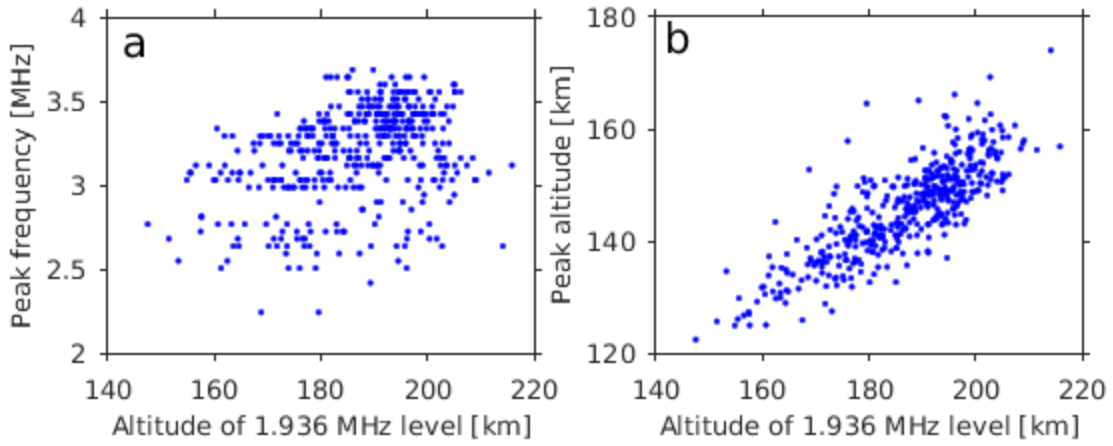 a
Peak frequency [MHz]
4
3.5
3
2.5
2
140 160 180 200 220
Altitude of 1.936 MHz level [km]
b
Peak altitude [km]
180
160
140
120
140 160 180 200 220
Altitude of 1.936 MHz level [km]